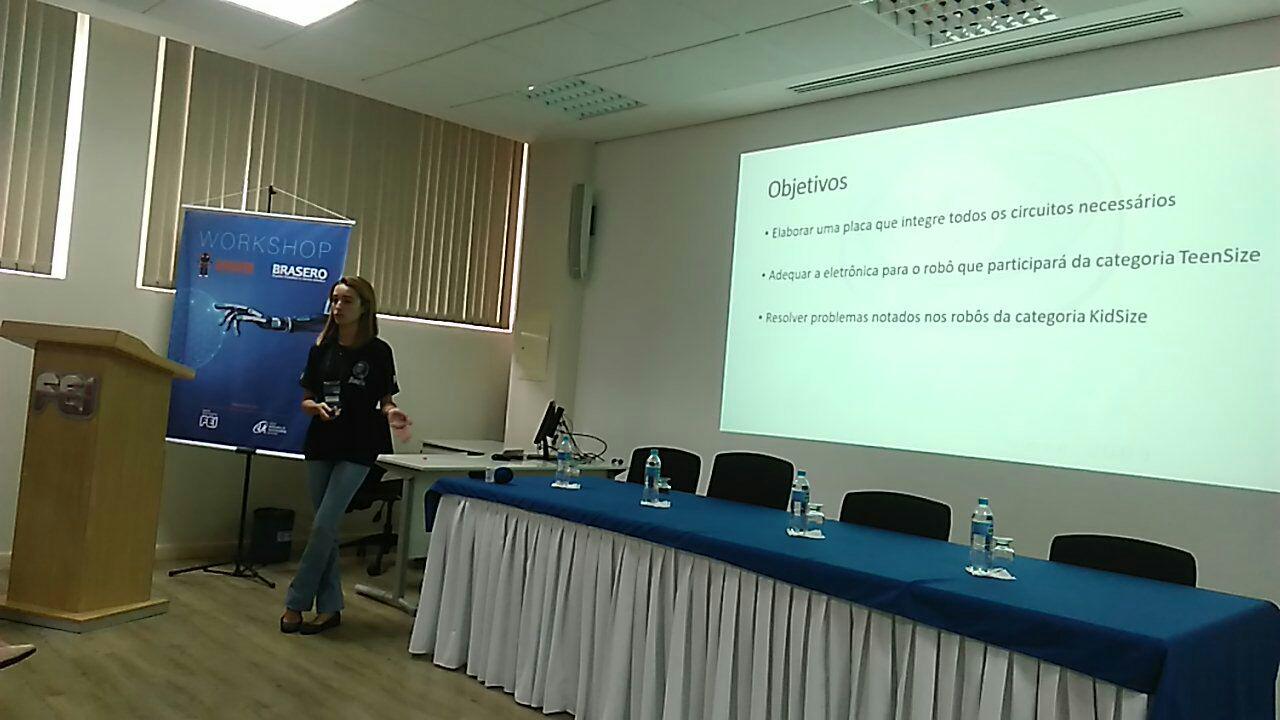 Objetivos
• Elaborar uma placa que integre todos os circuitos necessários
• Adequar a eletrônica para o robô que participará da categoria TeenSize
• Resolver problemas notados nos robôs da categoria KidSize
WORKSHOP
BRASERO
FEI
FEI